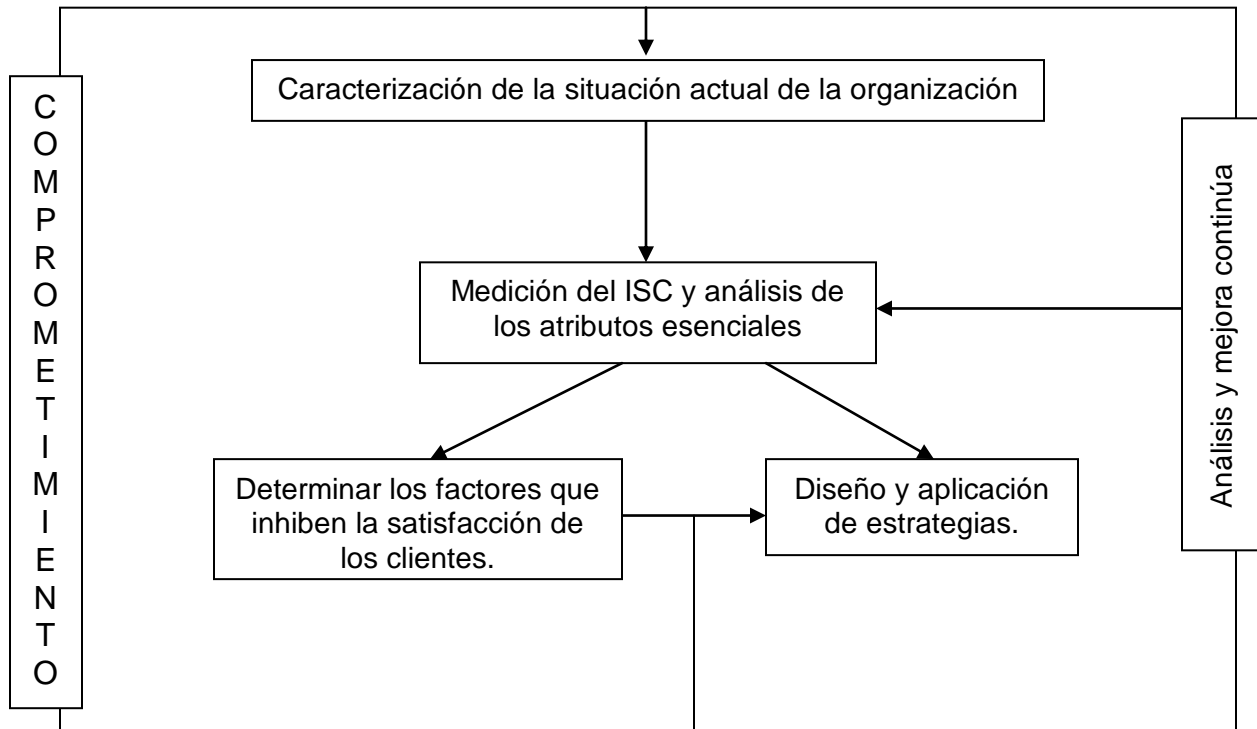 COMPROMETIMIENTO
Caracterización de la situación actual de la organización
Medición del ISC y análisis de
los atributos esenciales
Determinar los factores que
inhiben la satisfacción de
los clientes.
Diseño y aplicación
de estrategias.
Análisis y mejora continúa